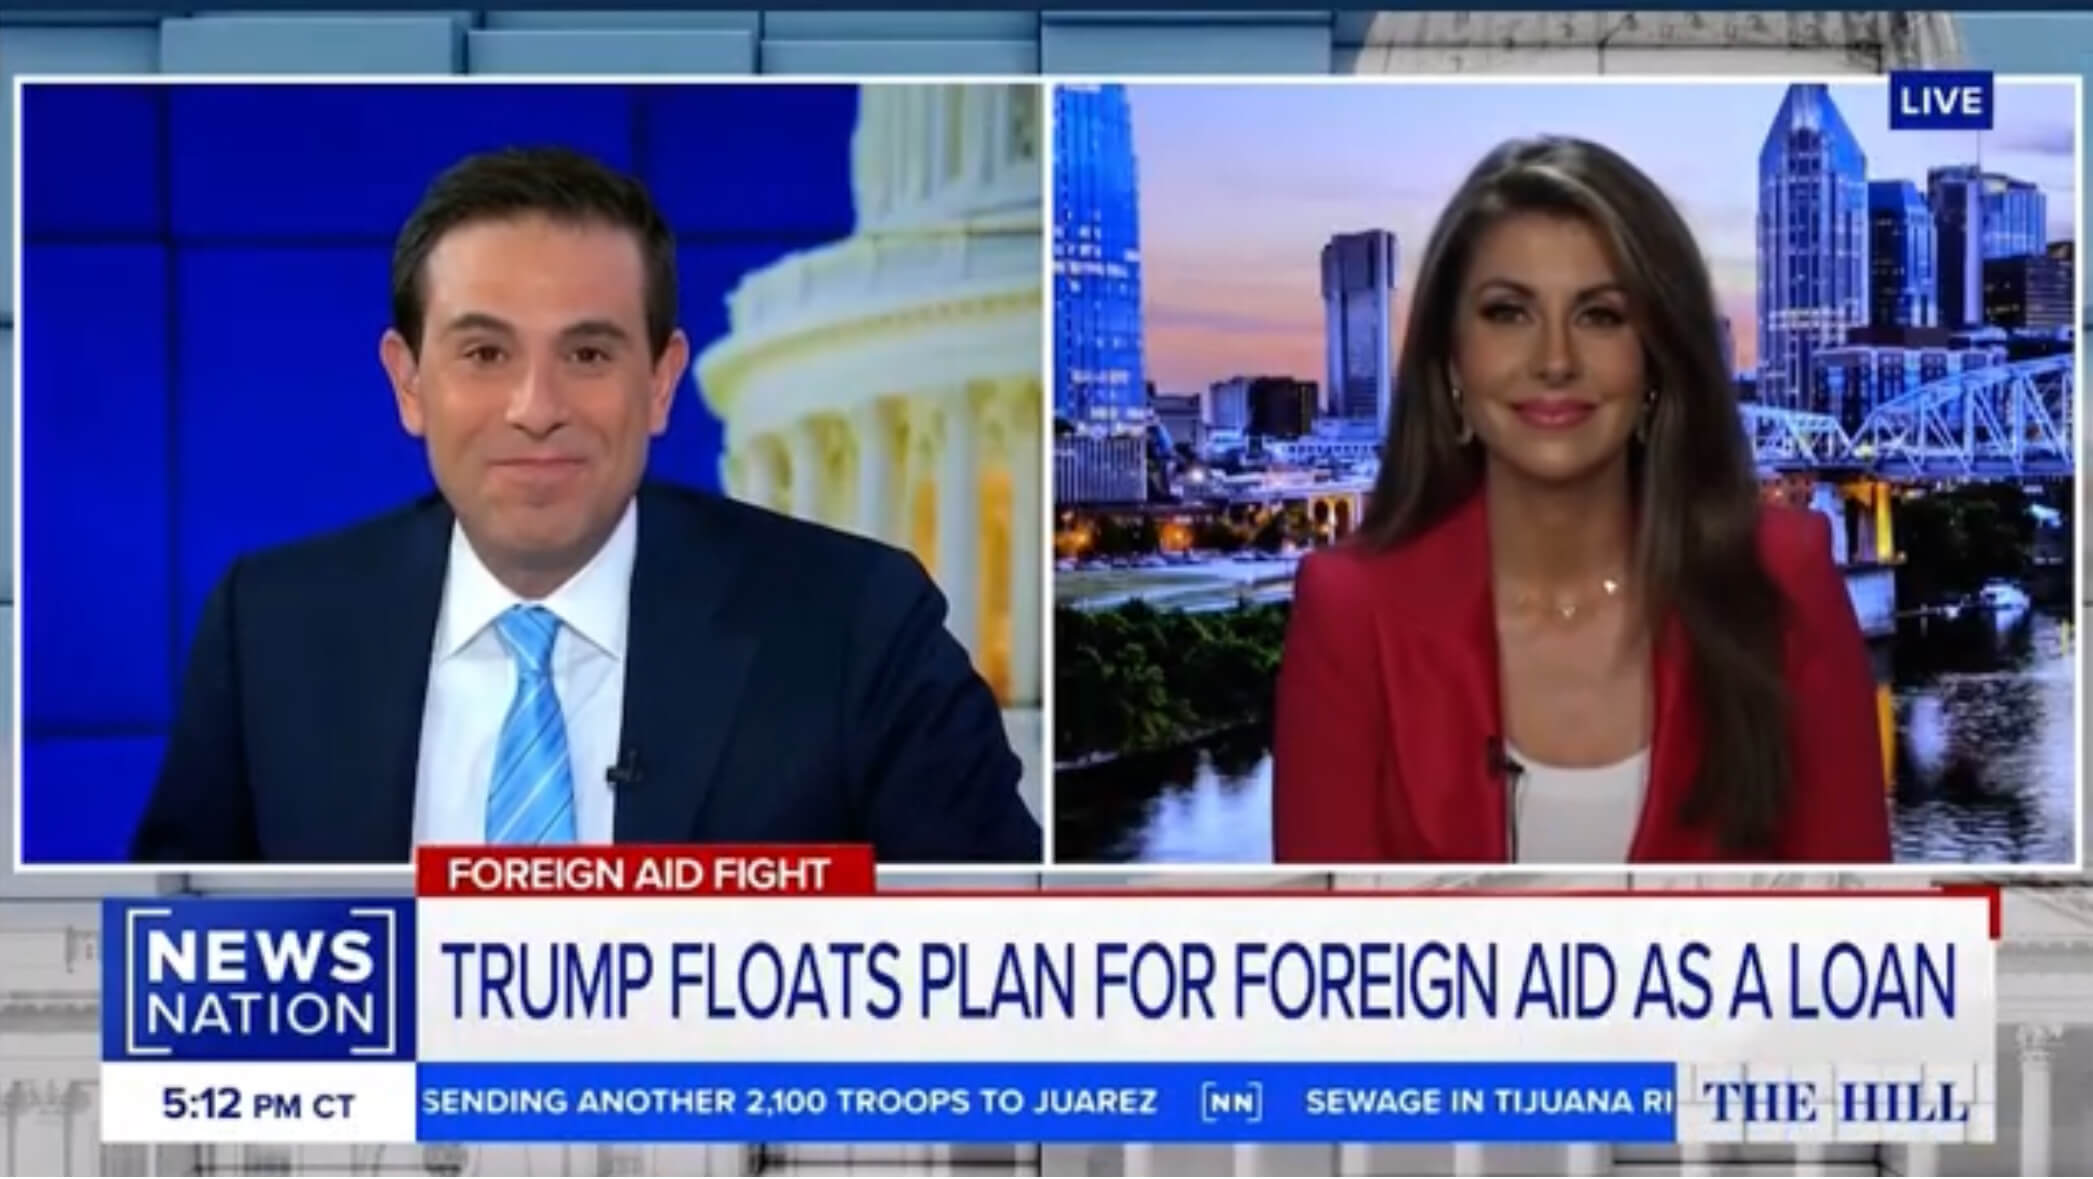 LIVE
FOREIGN AID FIGHT
NEWS
NATION
TRUMP FLOATS PLAN FOR FOREIGN AID AS A LOAN
5:12 PM CT
SENDING ANOTHER 2,100 TROOPS TO JUAREZ [NN] SEWAGE IN TIJUANA RI
THE HILL